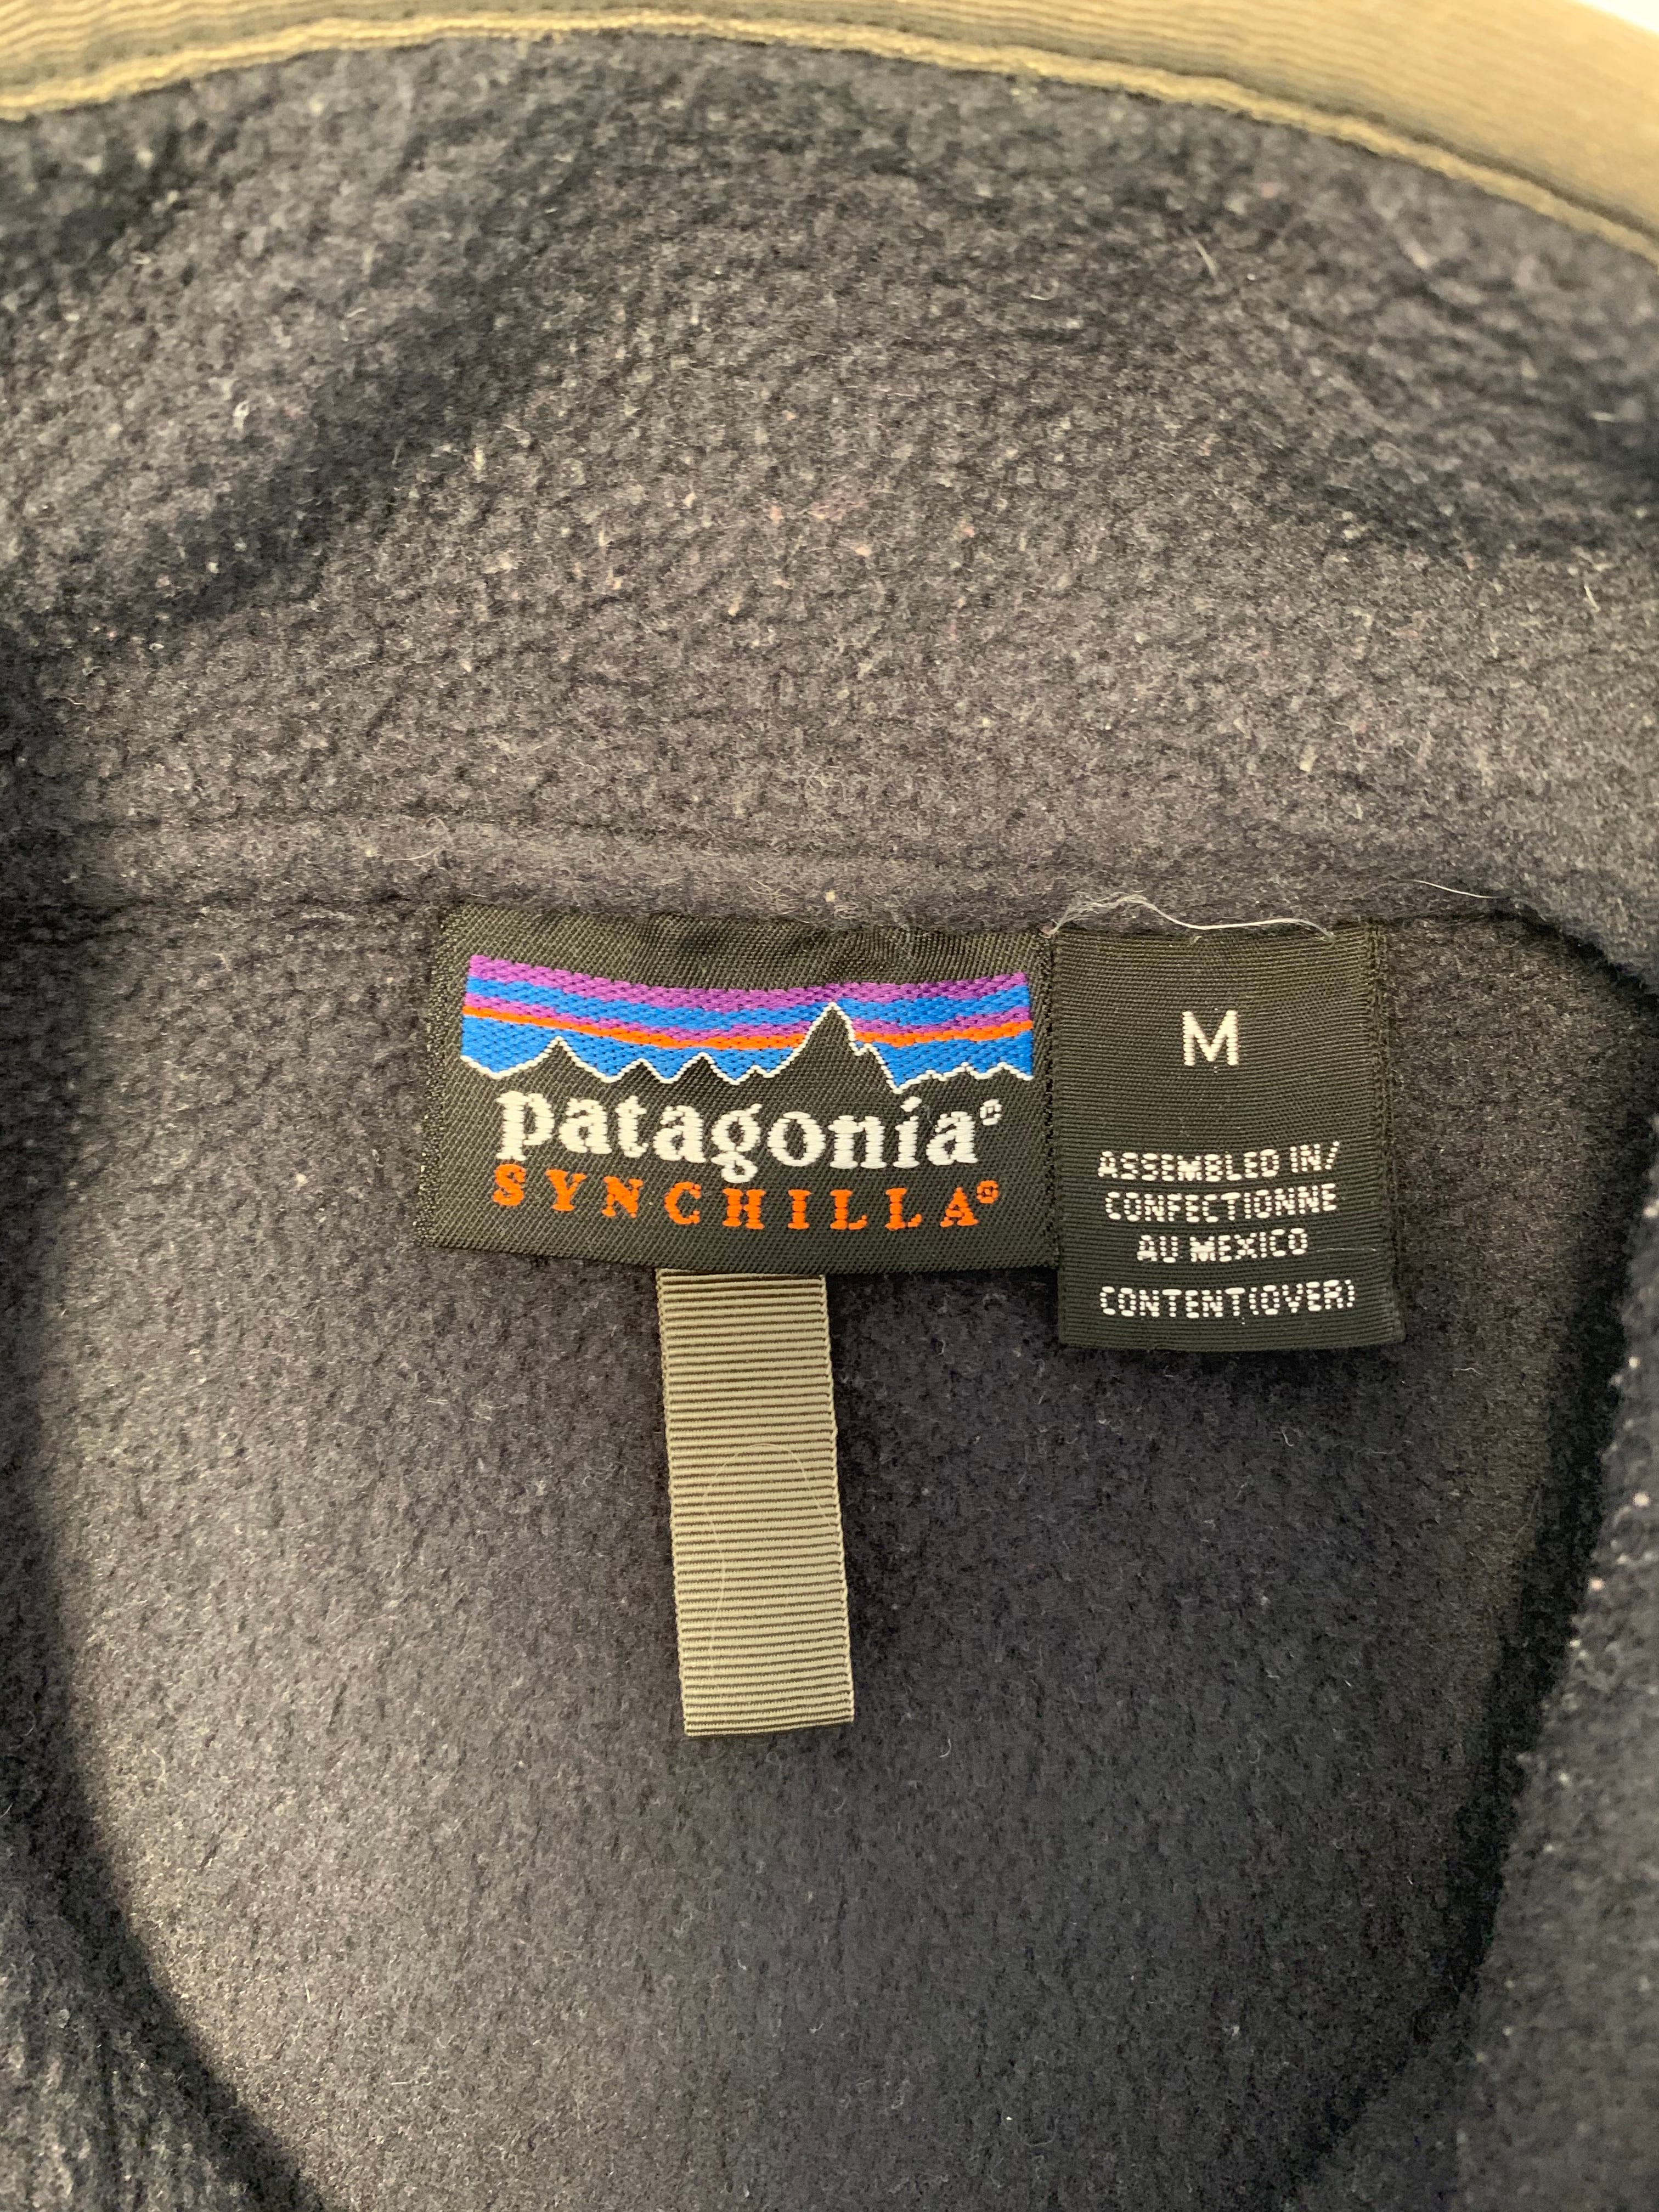 patagonia®
SYNCHILLA®
M
ASSEMBLED IN/
CONFECTIONNE
AU MEXICO
CONTENT(OVER)